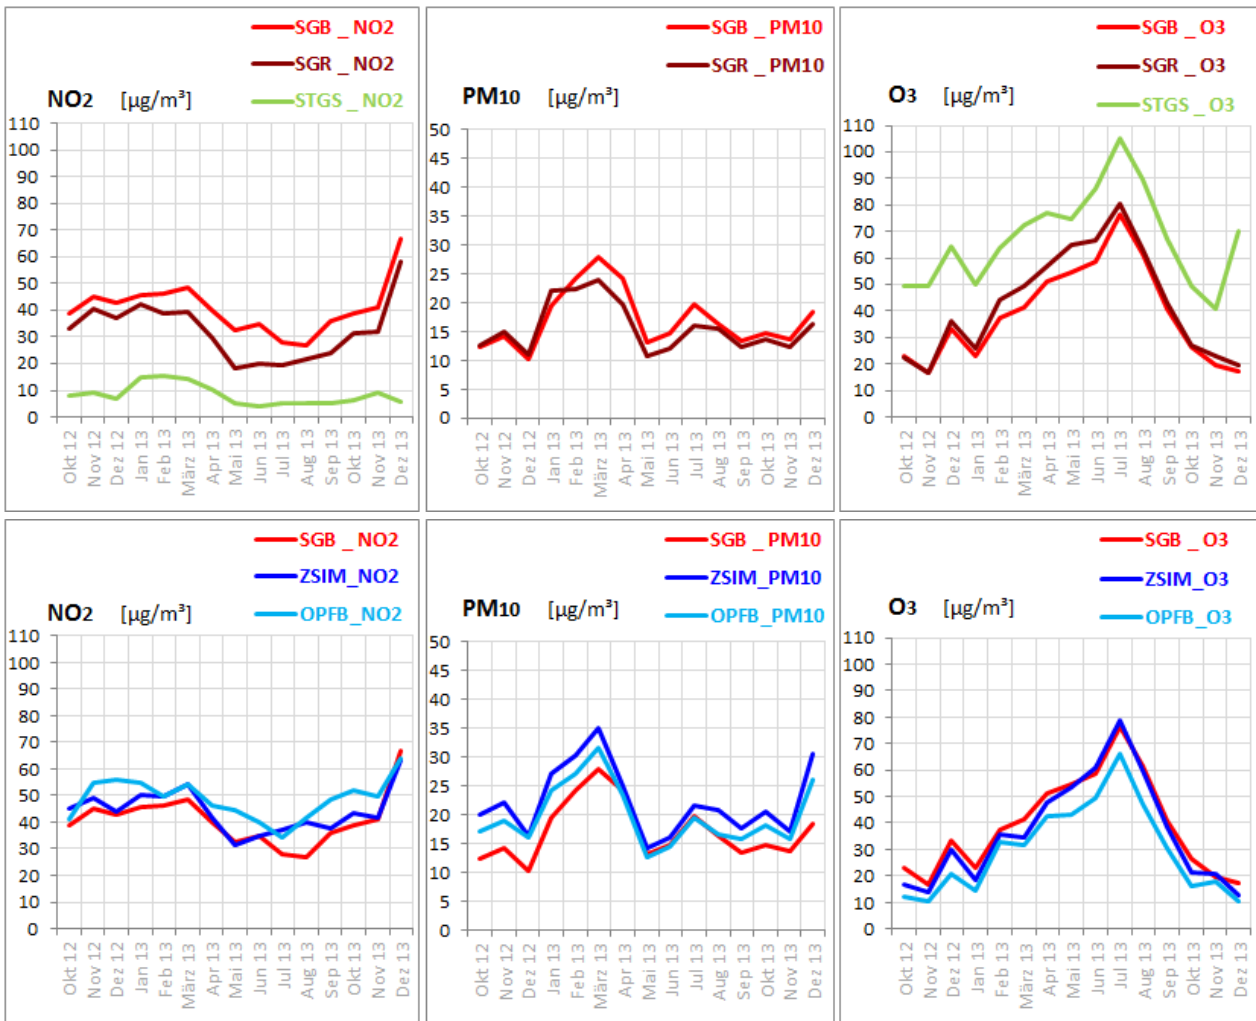 SGB _ NO2
SGR _ NO2
NO2 [µg/m³]
STGS _ NO2
110
100
90
80
70
60
50
40
30
20
10
0
Okt 12
Nov 12
Dez 12
Jan 13
Feb 13
März 13
Apr 13
Mai 13
Jun 13
Jul 13
Aug 13
Sep 13
Okt 13
Nov 13
Dez 13
SGB _ PM10
SGR _ PM10
PM10 [µg/m³]
50
45
40
35
30
25
20
15
10
5
0
Okt 12
Nov 12
Dez 12
Jan 13
Feb 13
März 13
Apr 13
Mai 13
Jun 13
Jul 13
Aug 13
Sep 13
Okt 13
Nov 13
Dez 13
SGB _ O3
SGR _ O3
O3 [µg/m³]
STGS _ O3
110
100
90
80
70
60
50
40
30
20
10
0
Okt 12
Nov 12
Dez 12
Jan 13
Feb 13
März 13
Apr 13
Mai 13
Jun 13
Jul 13
Aug 13
Sep 13
Okt 13
Nov 13
Dez 13
SGB _ NO2
ZSIM_NO2
NO2 [µg/m³]
OPFB_NO2
110
100
90
80
70
60
50
40
30
20
10
0
Okt 12
Nov 12
Dez 12
Jan 13
Feb 13
März 13
Apr 13
Mai 13
Jun 13
Jul 13
Aug 13
Sep 13
Okt 13
Nov 13
Dez 13
SGB _ PM10
ZSIM_PM10
PM10 [µg/m³]
OPFB_PM10
50
45
40
35
30
25
20
15
10
5
0
Okt 12
Nov 12
Dez 12
Jan 13
Feb 13
März 13
Apr 13
Mai 13
Jun 13
Jul 13
Aug 13
Sep 13
Okt 13
Nov 13
Dez 13
SGB _ O3
ZSIM_O3
O3 [µg/m³]
OPFB_O3
110
100
90
80
70
60
50
40
30
20
10
0
Okt 12
Nov 12
Dez 12
Jan 13
Feb 13
März 13
Apr 13
Mai 13
Jun 13
Jul 13
Aug 13
Sep 13
Okt 13
Nov 13
Dez 13